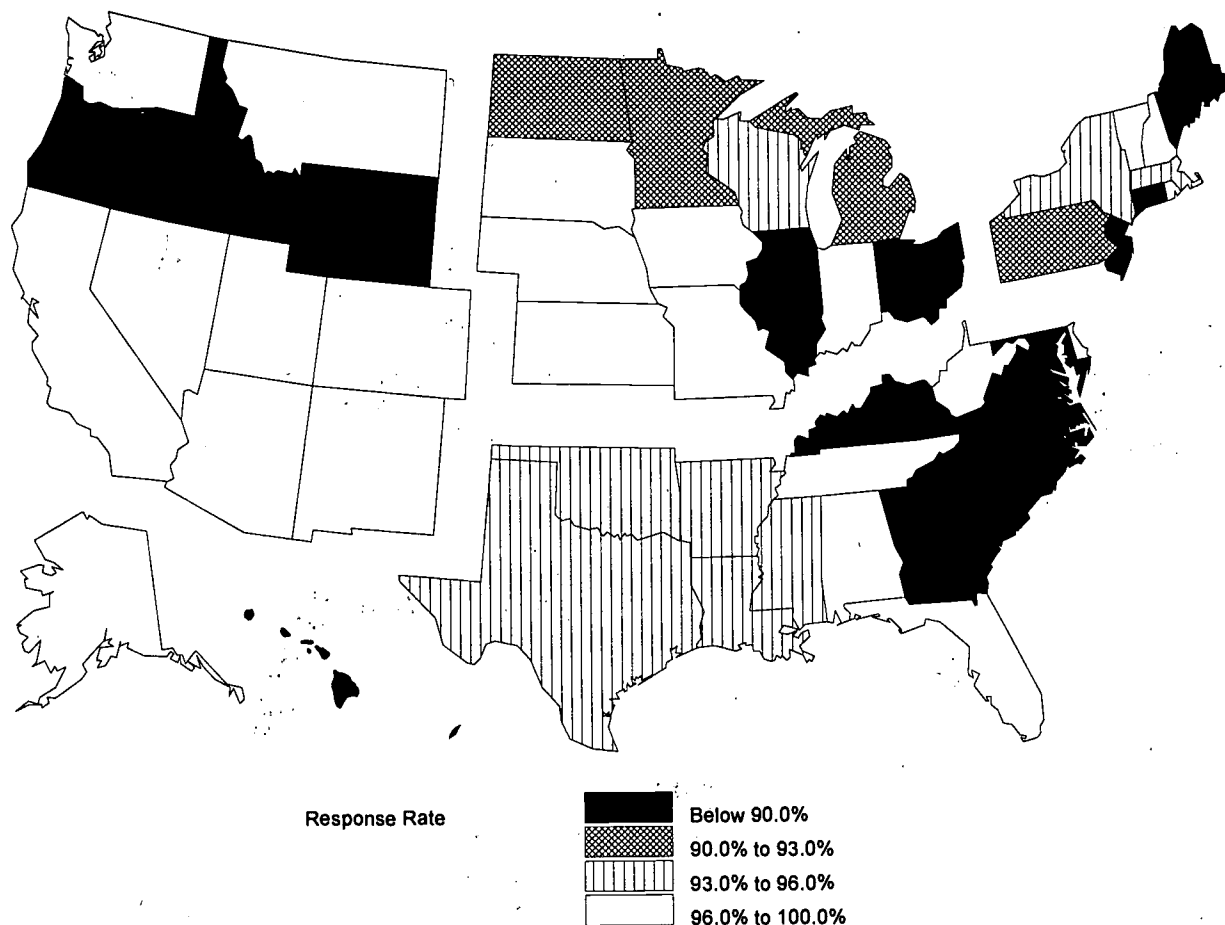 Response Rate
Below 90.0%
90.0% to 93.0%
93.0% to 96.0%
96.0% to 100.0%